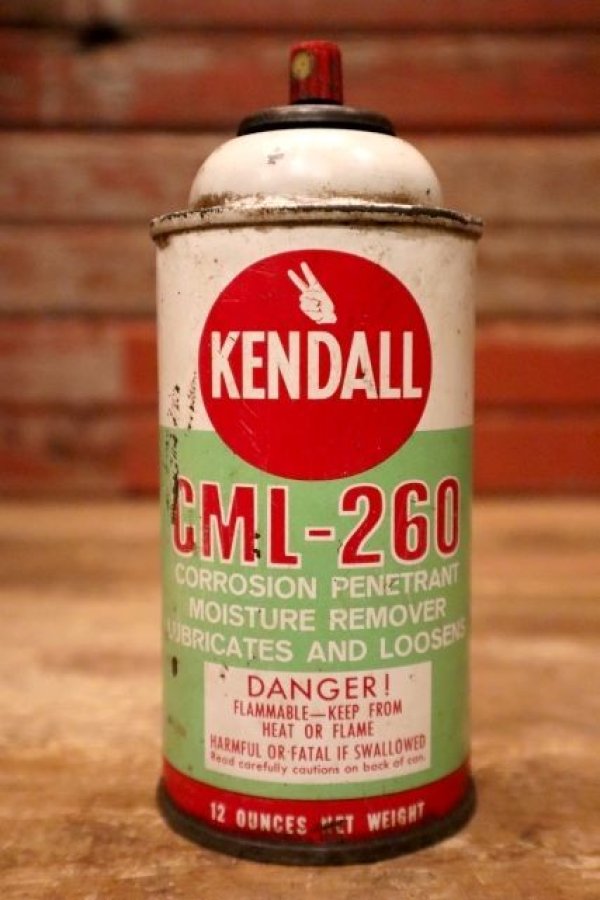 KENDALL
CML-260
CORROSION PENETRANT
MOISTURE REMOVER
LUBRICATES AND LOOSENS
DANGER!
FLAMMABLE—KEEP FROM
HEAT OR FLAME
HARMFUL OR FATAL IF SWALLOWED
Read carefully cautions on back of can.
12 OUNCES NET WEIGHT